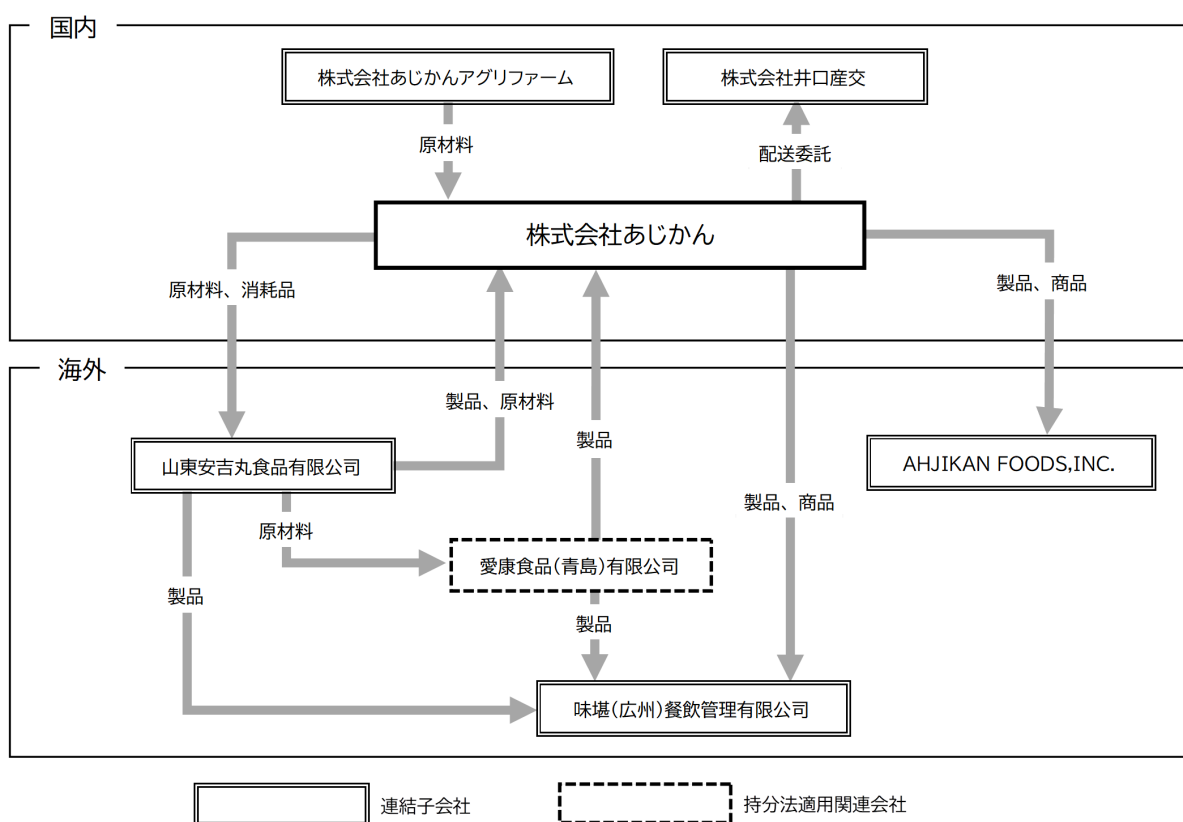 国内
株式会社あじかんアグリファーム
株式会社井口産交
原材料
配送委託
株式会社あじかん
原材料、消耗品
製品、商品
海外
製品、原材料
製品
山東安吉丸食品有限公司
AHJIKAN FOODS,INC.
製品、商品
原材料
愛康食品(青島)有限公司
製品
製品
味堪(広州)餐飲管理有限公司
連結子会社
持分法適用関連会社